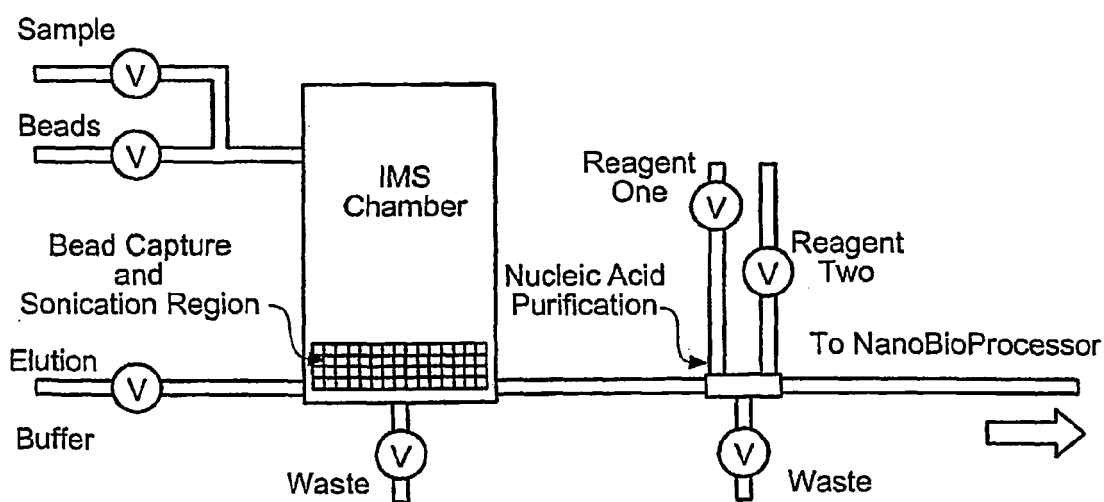 Sample
V
Beads
V
IMS
Chamber
Bead Capture
and
Sonication Region
Elution
V
Buffer
V
Waste
Reagent
One
V
Reagent
Two
V
Nucleic Acid
Purification
To NanoBioProcessor
V
Waste